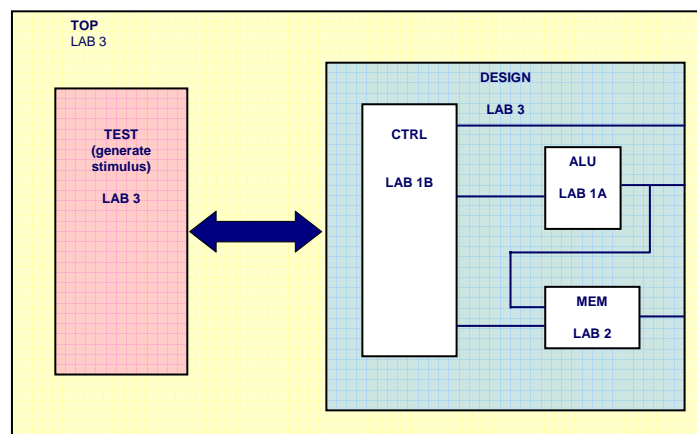 TOP
LAB 3
TEST
(generate
stimulus)
LAB 3
DESIGN
LAB 3
CTRL
LAB 1B
ALU
LAB 1A
MEM
LAB 2